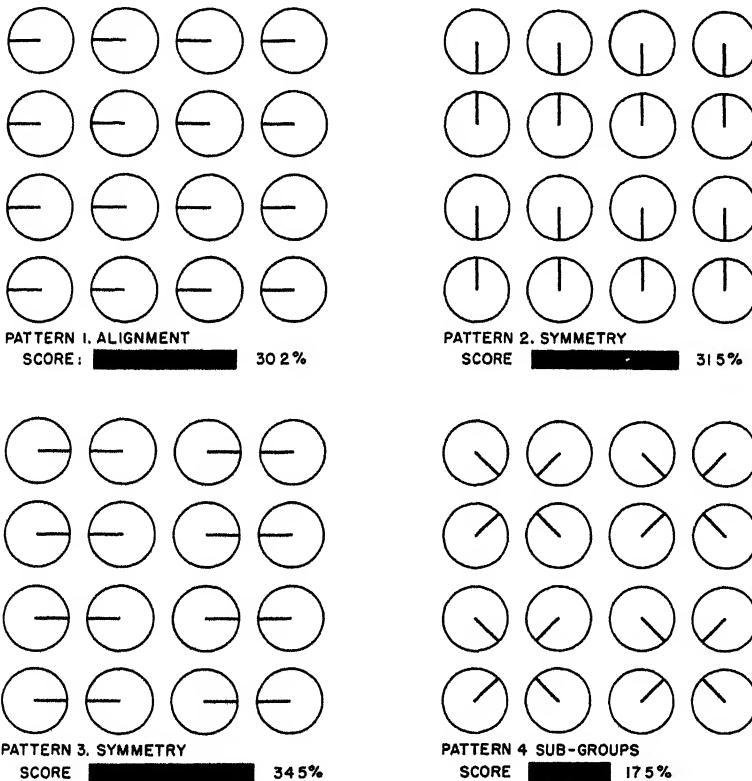 PATTERN 1. ALIGNMENT
SCORE: 30 2%
PATTERN 2. SYMMETRY
SCORE 31 5%
PATTERN 3. SYMMETRY
SCORE 34 5%
PATTERN 4 SUB-GROUPS
SCORE 17 5%